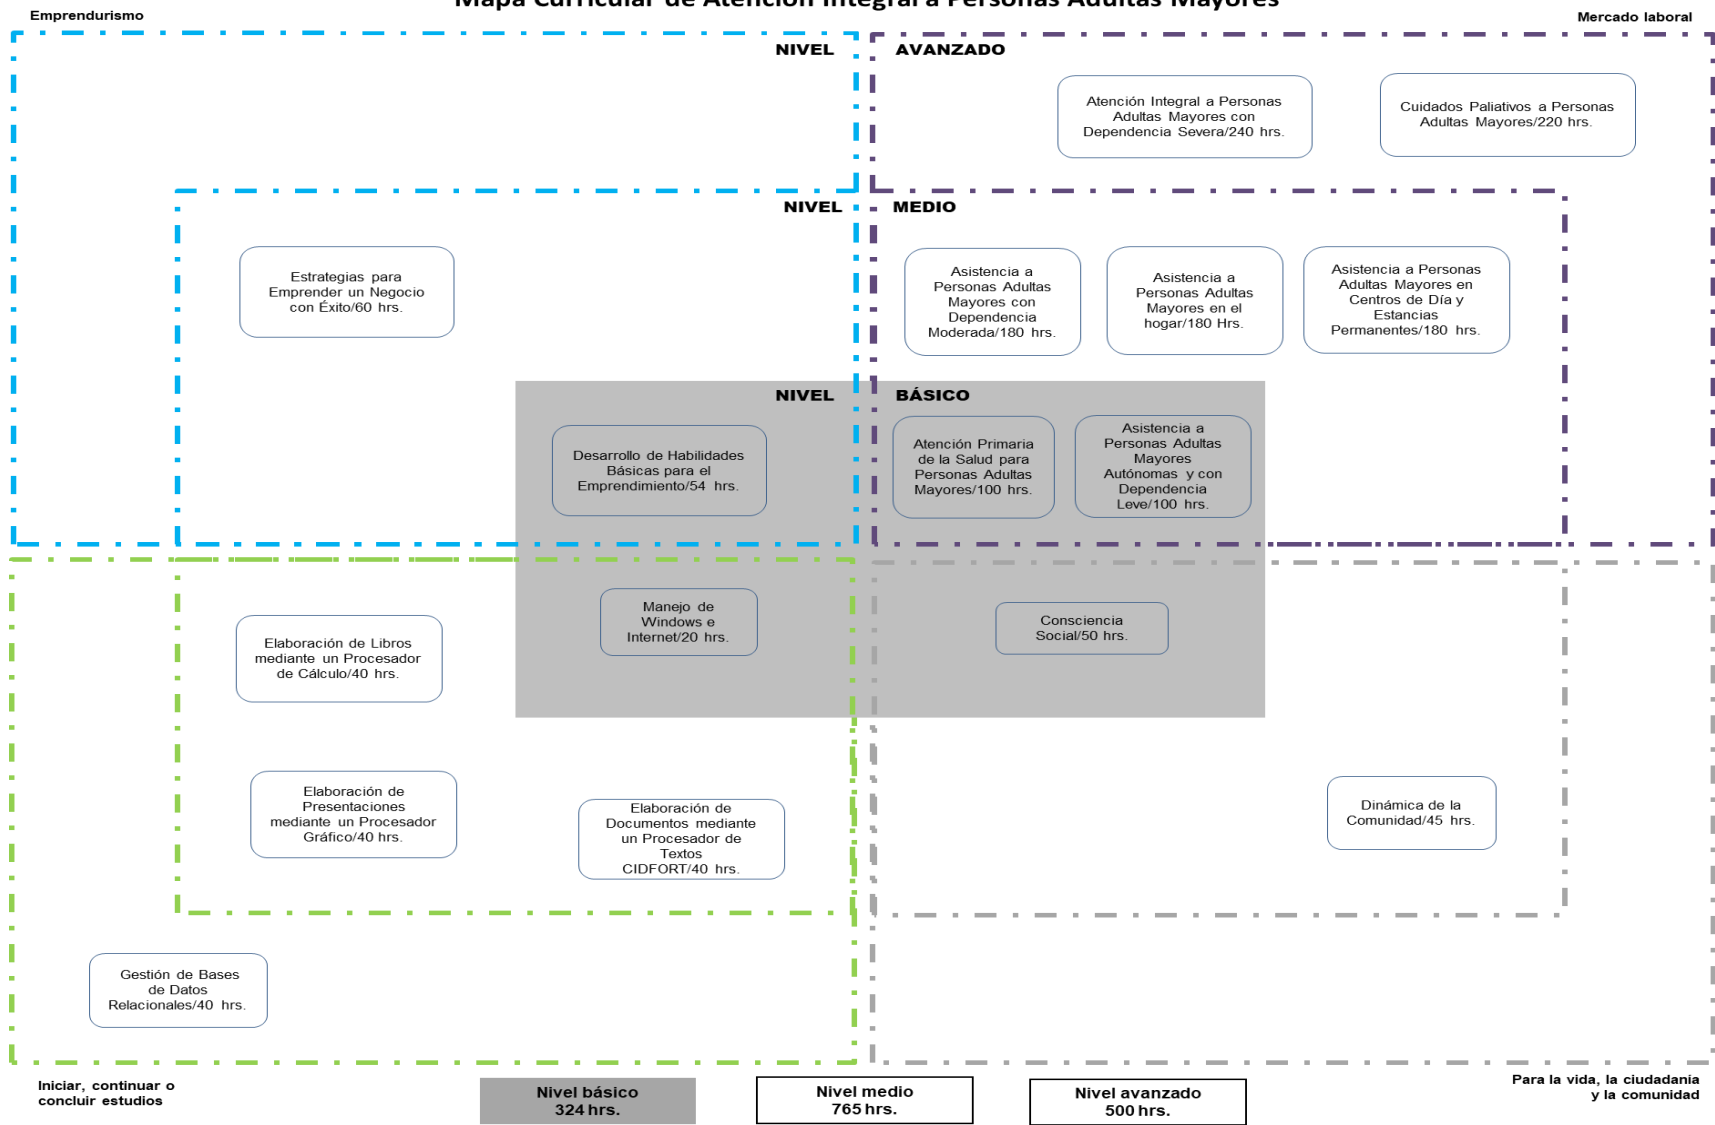 Mapa Curricular de Atención Integral a Personas Adultas Mayores
Emprendurismo
Mercado laboral
NIVEL AVANZADO
Atención Integral a Personas
Adultas Mayores con
Dependencia Severa/240 hrs.
Cuidados Paliativos a Personas
Adultas Mayores/220 hrs.
NIVEL MEDIO
Estrategias para
Emprender un Negocio
con Éxito/60 hrs.
Asistencia a
Personas Adultas
Mayores con
Dependencia
Moderada/180 hrs.
Asistencia a
Personas Adultas
Mayores en el
hogar/180 Hrs.
Asistencia a Personas
Adultas Mayores en
Centros de Día y
Estancias
Permanentes/180 hrs.
NIVEL BÁSICO
Desarrollo de Habilidades
Básicas para el
Emprendimiento/54 hrs.
Atención Primaria
de la Salud para
Personas Adultas
Mayores/100 hrs.
Asistencia a
Personas Adultas
Mayores
Autónomas y con
Dependencia
Leve/100 hrs.
Manejo de
Windows e
Internet/20 hrs.
Consciencia
Social/50 hrs.
Elaboración de Libros
mediante un Procesador
de Cálculo/40 hrs.
Elaboración de
Presentaciones
mediante un Procesador
Gráfico/40 hrs.
Elaboración de
Documentos mediante
un Procesador de
Textos
CIDFORT/40 hrs.
Dinámica de la
Comunidad/45 hrs.
Gestión de Bases
de Datos
Relacionales/40 hrs.
Iniciar, continuar o
concluir estudios
Nivel básico
324 hrs.
Nivel medio
765 hrs.
Nivel avanzado
500 hrs.
Para la vida, la ciudadanía
y la comunidad